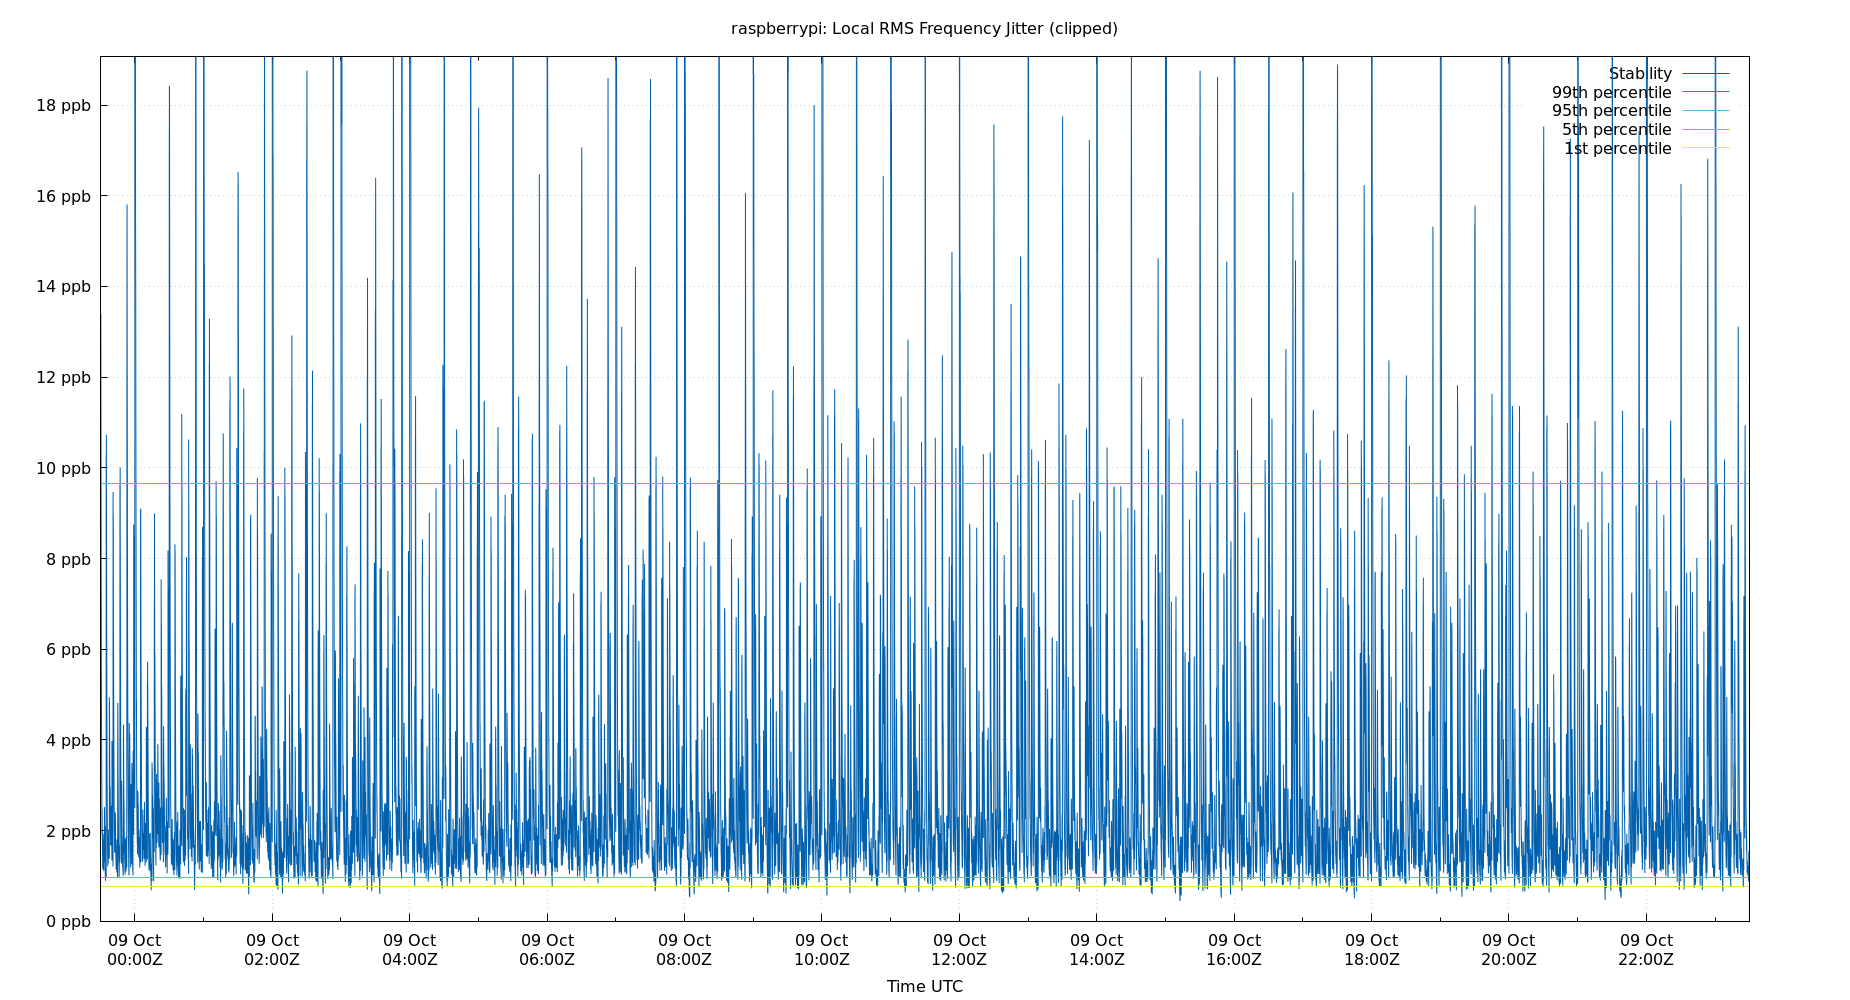 raspberrypi: Local RMS Frequency Jitter (clipped)
Stability
99th percentile
95th percentile
5th percentile
1st percentile
18 ppb
16 ppb
14 ppb
12 ppb
10 ppb
8 ppb
6 ppb
4 ppb
2 ppb
0 ppb
09 Oct 09 Oct 09 Oct 09 Oct 09 Oct 09 Oct 09 Oct 09 Oct 09 Oct 09 Oct 09 Oct 09 Oct
00:00Z 02:00Z 04:00Z 06:00Z 08:00Z 10:00Z 12:00Z 14:00Z 16:00Z 18:00Z 20:00Z 22:00Z
Time UTC